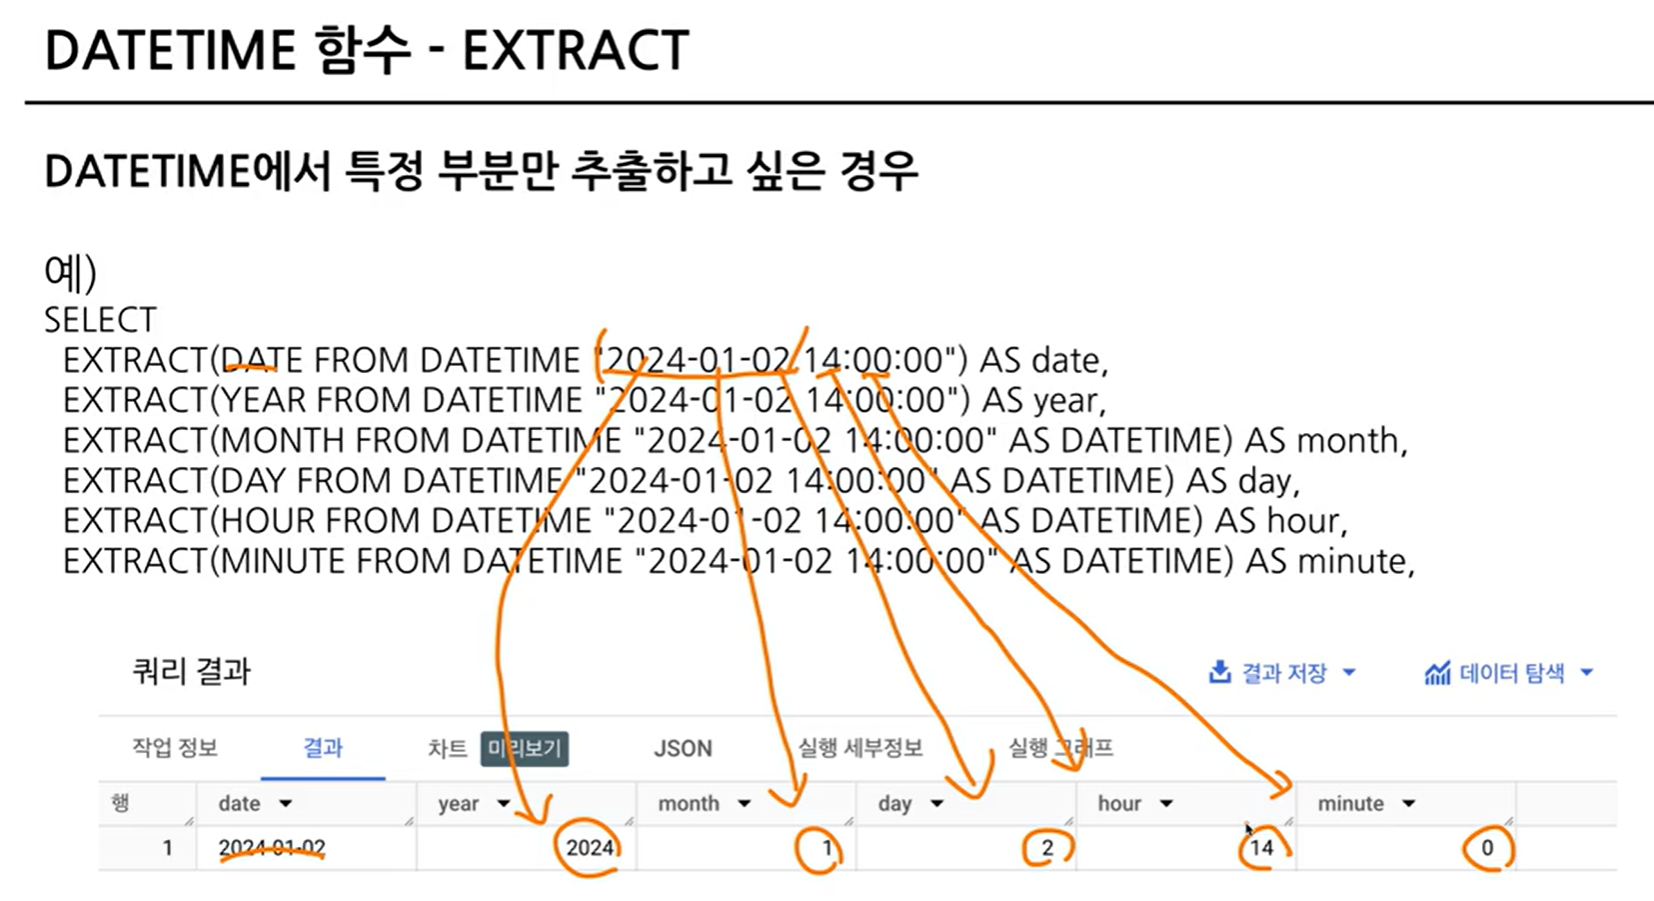 DATETIME 함수 - EXTRACT
DATETIME에서 특정 부분만 추출하고 싶은 경우
예)
SELECT
EXTRACT(DATE FROM DATETIME "2024-01-02 14:00:00") AS date,
EXTRACT(YEAR FROM DATETIME "2024-01-02 14:00:00") AS year,
EXTRACT(MONTH FROM DATETIME "2024-01-02 14:00:00" AS DATETIME) AS month,
EXTRACT(DAY FROM DATETIME "2024-01-02 14:00:00" AS DATETIME) AS day,
EXTRACT(HOUR FROM DATETIME "2024-01-02 14:00:00" AS DATETIME) AS hour,
EXTRACT(MINUTE FROM DATETIME "2024-01-02 14:00:00" AS DATETIME) AS minute,
쿼리 결과 결과 저장 데이터 탐색
작업 정보 결과 차트 미리보기 JSON 실행 세부정보 실행 그래프
행 date year month day hour minute
1 2024-01-02 2024 1 2 14 0